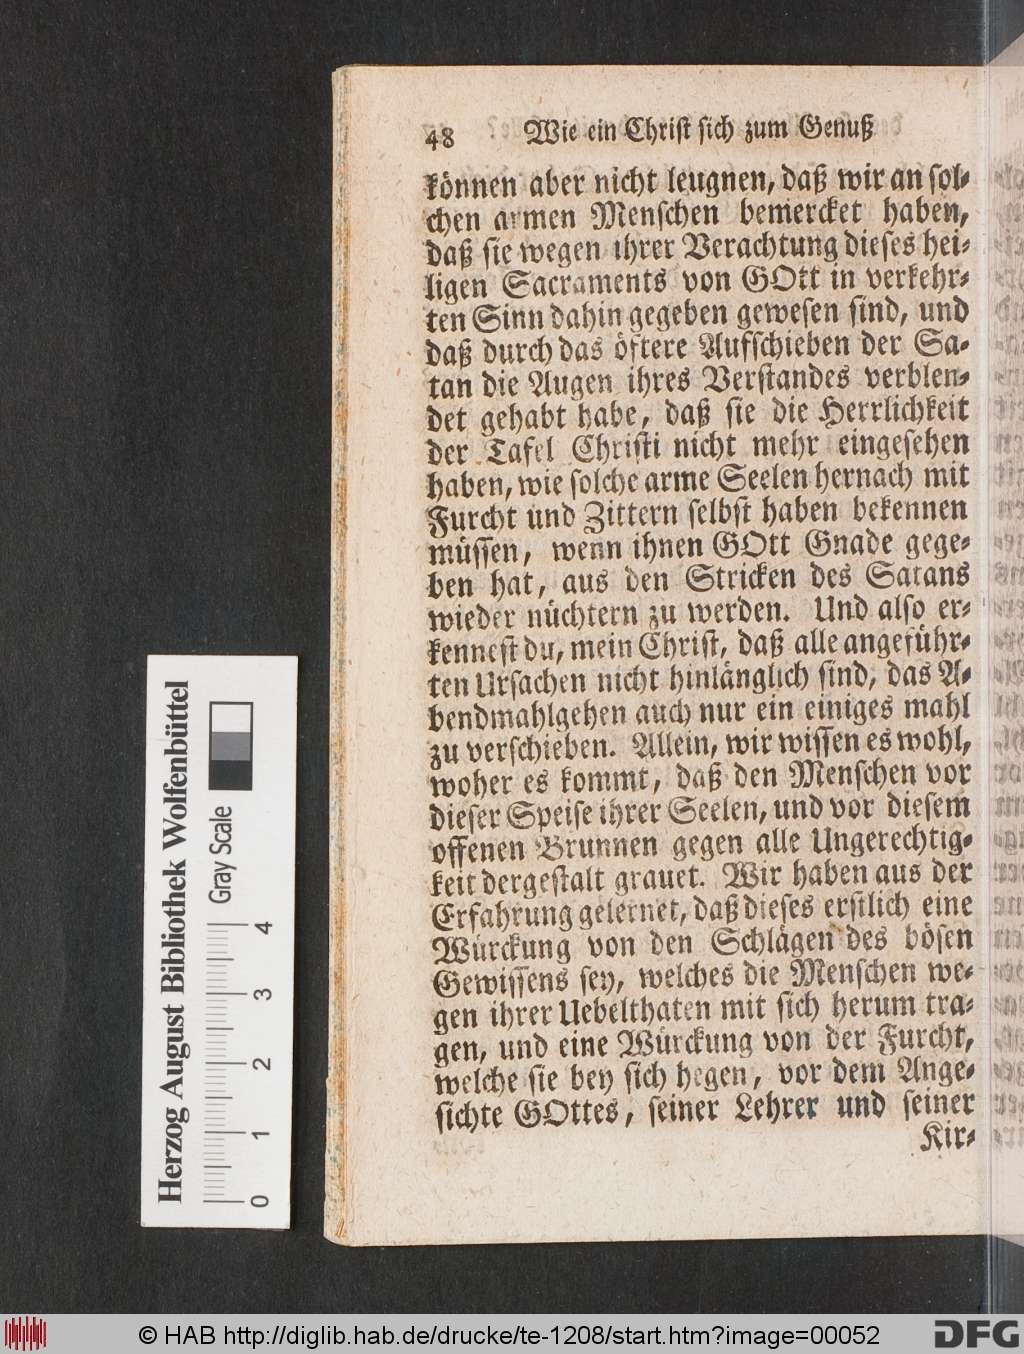 48 Wie ein Christ sich zum Genuß
können aber nicht leugnen, daß wir an sol-
chen armen Menschen bemercket haben,
daß sie wegen ihrer Verachtung dieses hei-
ligen Sacraments von GOtt in verkehr-
ten Sinn dahin gegeben gewesen sind, und
daß durch das öftere Aufschieben der Sa-
tan die Augen ihres Verstandes verblen-
det gehabt habe, daß sie die Herrlichkeit
der Tafel Christi nicht mehr eingesehen
haben, wie solche arme Seelen hernach mit
Furcht und Zittern selbst haben bekennen
müssen, wenn ihnen GOtt Gnade gege-
ben hat, aus den Stricken des Satans
wieder nüchtern zu werden. Und also er-
kennest du, mein Christ, daß alle angeführ-
ten Ursachen nicht hinlänglich sind, das A-
bendmahlgehen auch nur ein einiges mahl
zu verschieben. Allein, wir wissen es wohl,
woher es kommt, daß den Menschen vor
dieser Speise ihrer Seelen, und vor diesem
offenen Brunnen gegen alle Ungerechtig-
keit dergestalt grauet. Wir haben aus der
Erfahrung gelernet, daß dieses erstlich eine
Würckung von den Schlägen des bösen
Gewissens sey, welches die Menschen we-
gen ihrer Uebelthaten mit sich herum tra-
gen, und eine Würckung von der Furcht,
welche sie bey sich hegen, vor dem Ange-
sichte GOttes, seiner Lehrer und seiner
Kir-
Herzog August Bibliothek Wolfenbüttel
0 1 2 3 4 Gray Scale
© HAB http://diglib.hab.de/drucke/te-1208/start.htm?image=00052
DFG